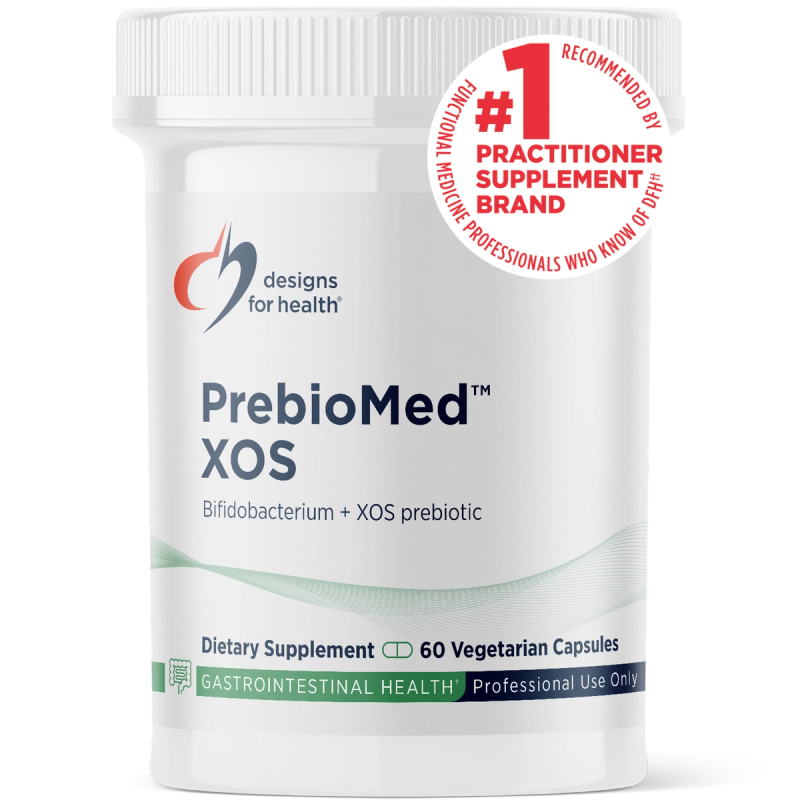 #1
PRACTITIONER
SUPPLEMENT
BRAND
RECOMMENDED BY
FUNCTIONAL MEDICINE PROFESSIONALS WHO KNOW OF DFH††
designs
for health®
PrebioMed™
XOS
Bifidobacterium + XOS prebiotic
Dietary Supplement 60 Vegetarian Capsules
GASTROINTESTINAL HEALTH† Professional Use Only